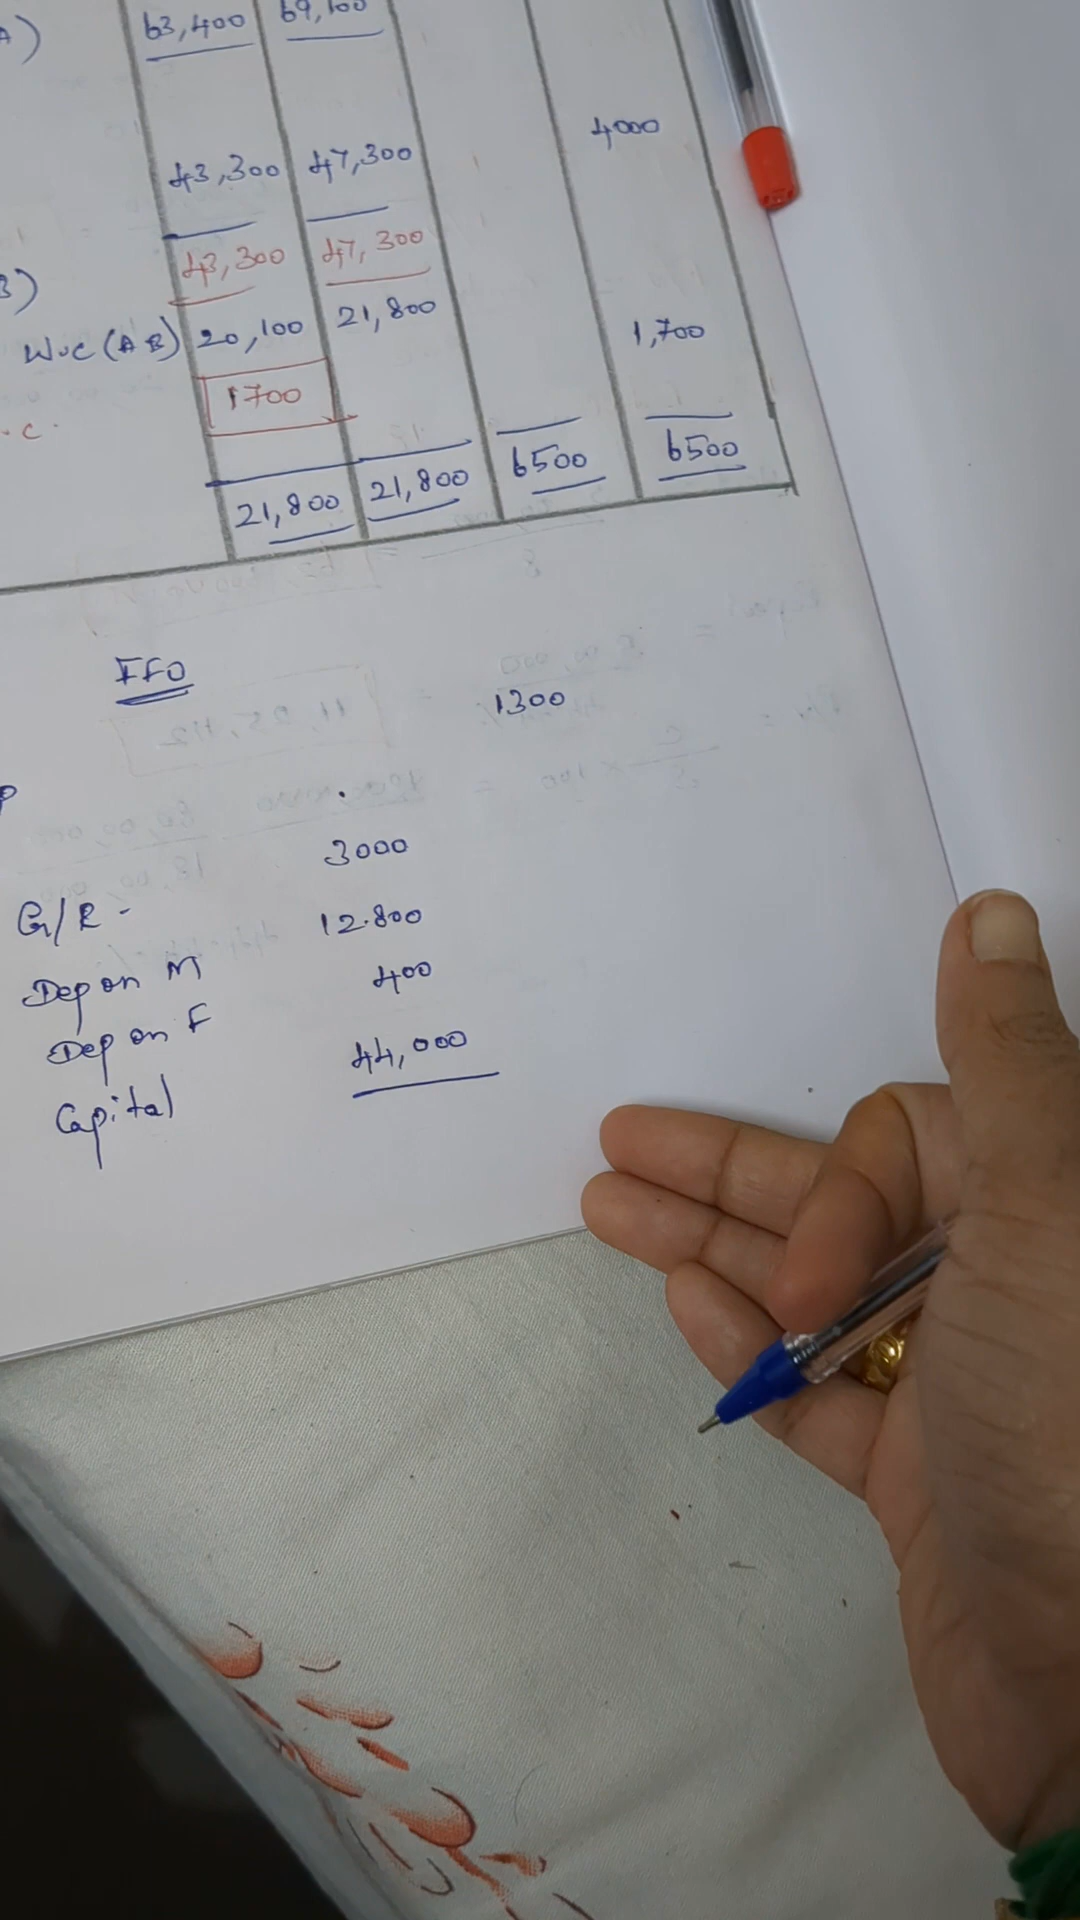 A) 63,400 69,100
4000
43,300 47,300
43,300 47,300
B)
W.C (A-B) 20,100 21,800 1,700
1700
.C.
21,800 21,800 6500 6500
FFO
1300
P
3000
G/R - 12.800
Dep on M 400
Dep on F 44,000
Capital